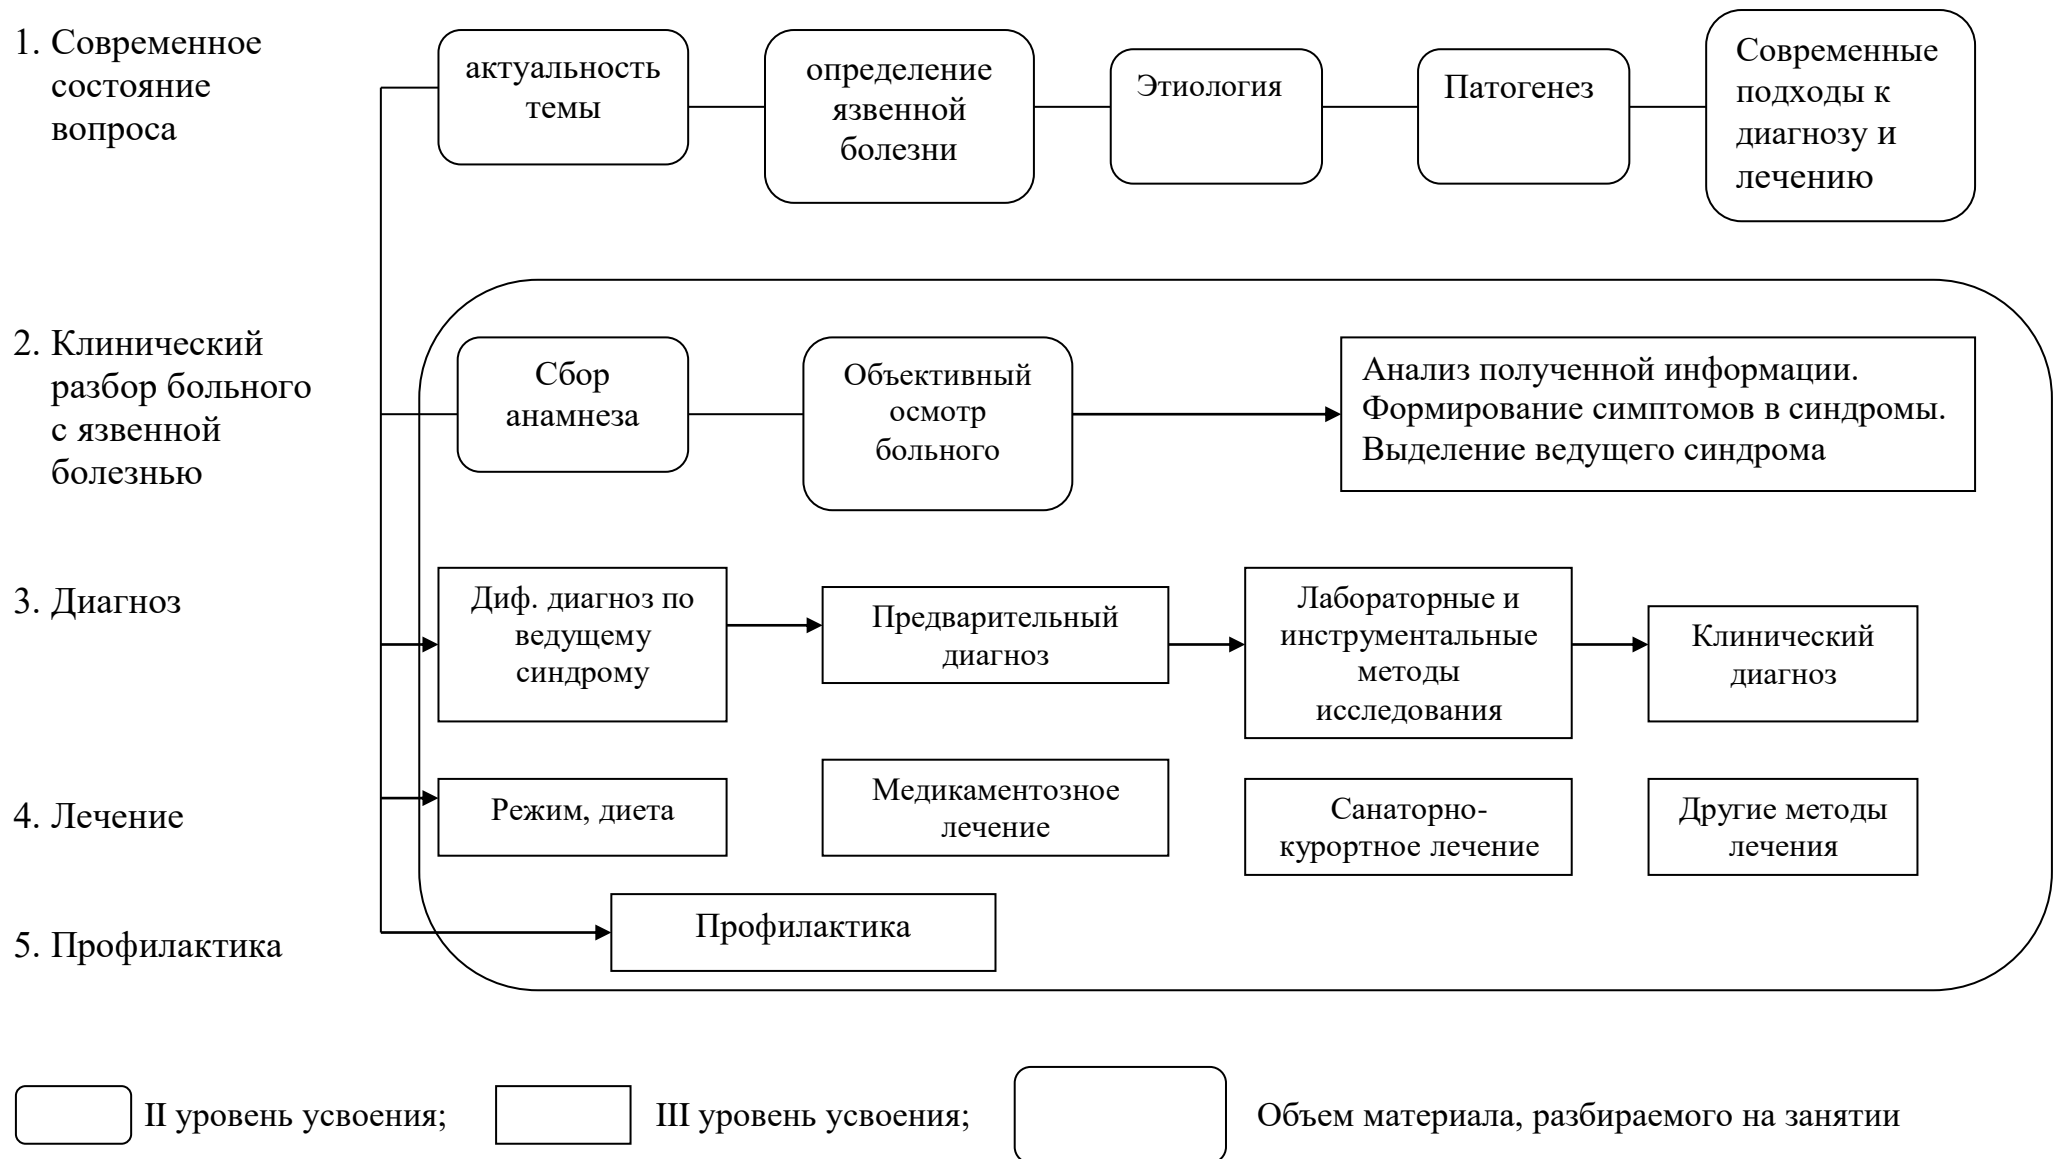 1. Современное
состояние
вопроса
актуальность
темы
определение
язвенной
болезни
Этиология
Патогенез
Современные
подходы к
диагнозу и
лечению
2. Клинический
разбор больного
с язвенной
болезнью
Сбор
анамнеза
Объективный
осмотр
больного
Анализ полученной информации.
Формирование симптомов в синдромы.
Выделение ведущего синдрома
3. Диагноз
Диф. диагноз по
ведущему
синдрому
Предварительный
диагноз
Лабораторные и
инструментальные
методы
исследования
Клинический
диагноз
4. Лечение
Режим, диета
Медикаментозное
лечение
Санаторно-
курортное лечение
Другие методы
лечения
5. Профилактика
Профилактика
II уровень усвоения;
III уровень усвоения;
Объем материала, разбираемого на занятии